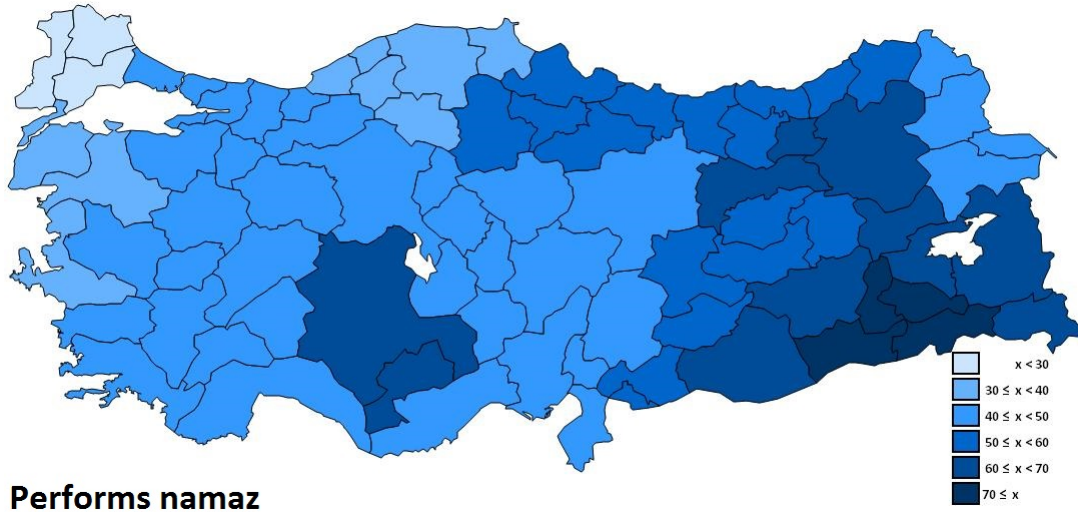 x < 30
30 ≤ x < 40
40 ≤ x < 50
50 ≤ x < 60
60 ≤ x < 70
70 ≤ x
Performs namaz